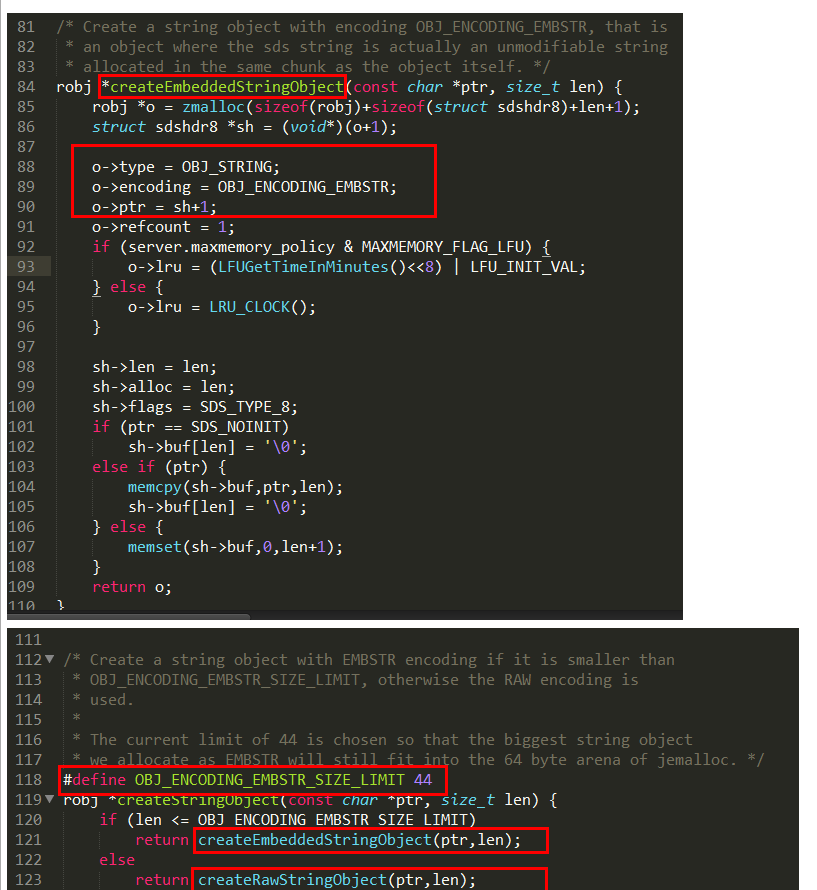 81 /* Create a string object with encoding OBJ_ENCODING_EMBSTR, that is
82 * an object where the sds string is actually an unmodifiable string
83 * allocated in the same chunk as the object itself. */
84 robj *createEmbeddedStringObject(const char *ptr, size_t len) {
85 robj *o = zmalloc(sizeof(robj)+sizeof(struct sdshdr8)+len+1);
86 struct sdshdr8 *sh = (void*)(o+1);
87
88 o->type = OBJ_STRING;
89 o->encoding = OBJ_ENCODING_EMBSTR;
90 o->ptr = sh+1;
91 o->refcount = 1;
92 if (server.maxmemory_policy & MAXMEMORY_FLAG_LFU) {
93 o->lru = (LFUGetTimeInMinutes()<<8) | LFU_INIT_VAL;
94 } else {
95 o->lru = LRU_CLOCK();
96 }
97
98 sh->len = len;
99 sh->alloc = len;
100 sh->flags = SDS_TYPE_8;
101 if (ptr == SDS_NOINIT)
102 sh->buf[len] = '\0';
103 else if (ptr) {
104 memcpy(sh->buf,ptr,len);
105 sh->buf[len] = '\0';
106 } else {
107 memset(sh->buf,0,len+1);
108 }
109 return o;
110 }
111
112 /* Create a string object with EMBSTR encoding if it is smaller than
113 * OBJ_ENCODING_EMBSTR_SIZE_LIMIT, otherwise the RAW encoding is
114 * used.
115 *
116 * The current limit of 44 is chosen so that the biggest string object
117 * we allocate as EMBSTR will still fit into the 64 byte arena of jemalloc. */
118 #define OBJ_ENCODING_EMBSTR_SIZE_LIMIT 44
119 robj *createStringObject(const char *ptr, size_t len) {
120 if (len <= OBJ_ENCODING_EMBSTR_SIZE_LIMIT)
121 return createEmbeddedStringObject(ptr,len);
122 else
123 return createRawStringObject(ptr,len);